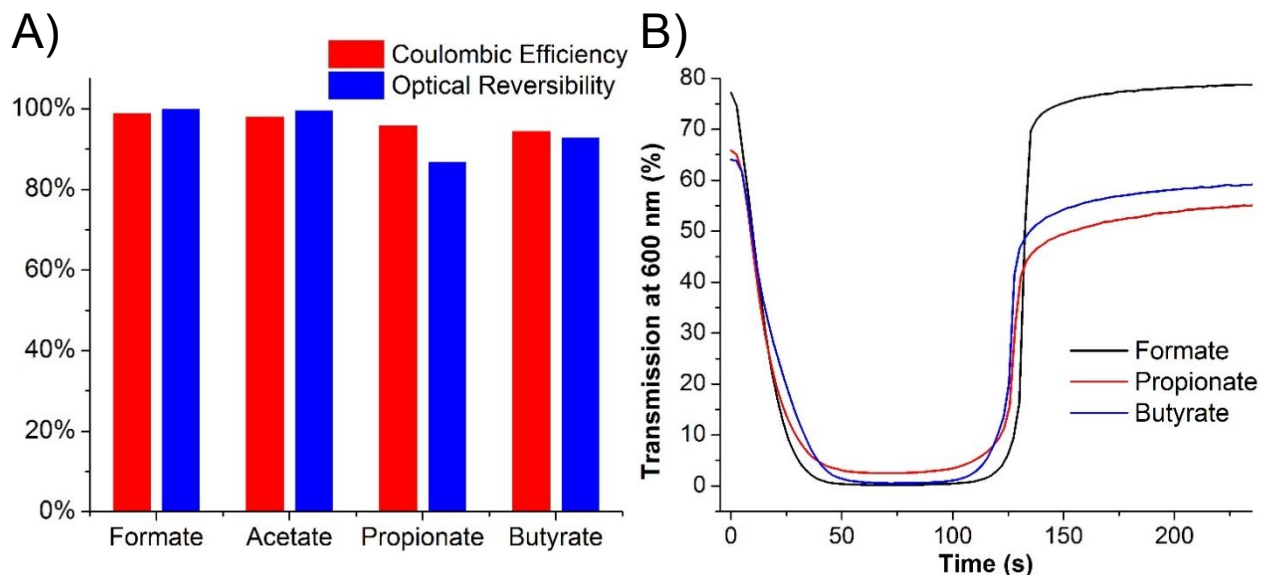 A)
Coulombic Efficiency
Optical Reversibility
100%
80%
60%
40%
20%
0%
Formate Acetate Propionate Butyrate
B)
Transmission at 600 nm (%)
80
70
60
50
40
30
20
10
0
Formate
Propionate
Butyrate
0 50 100 150 200
Time (s)